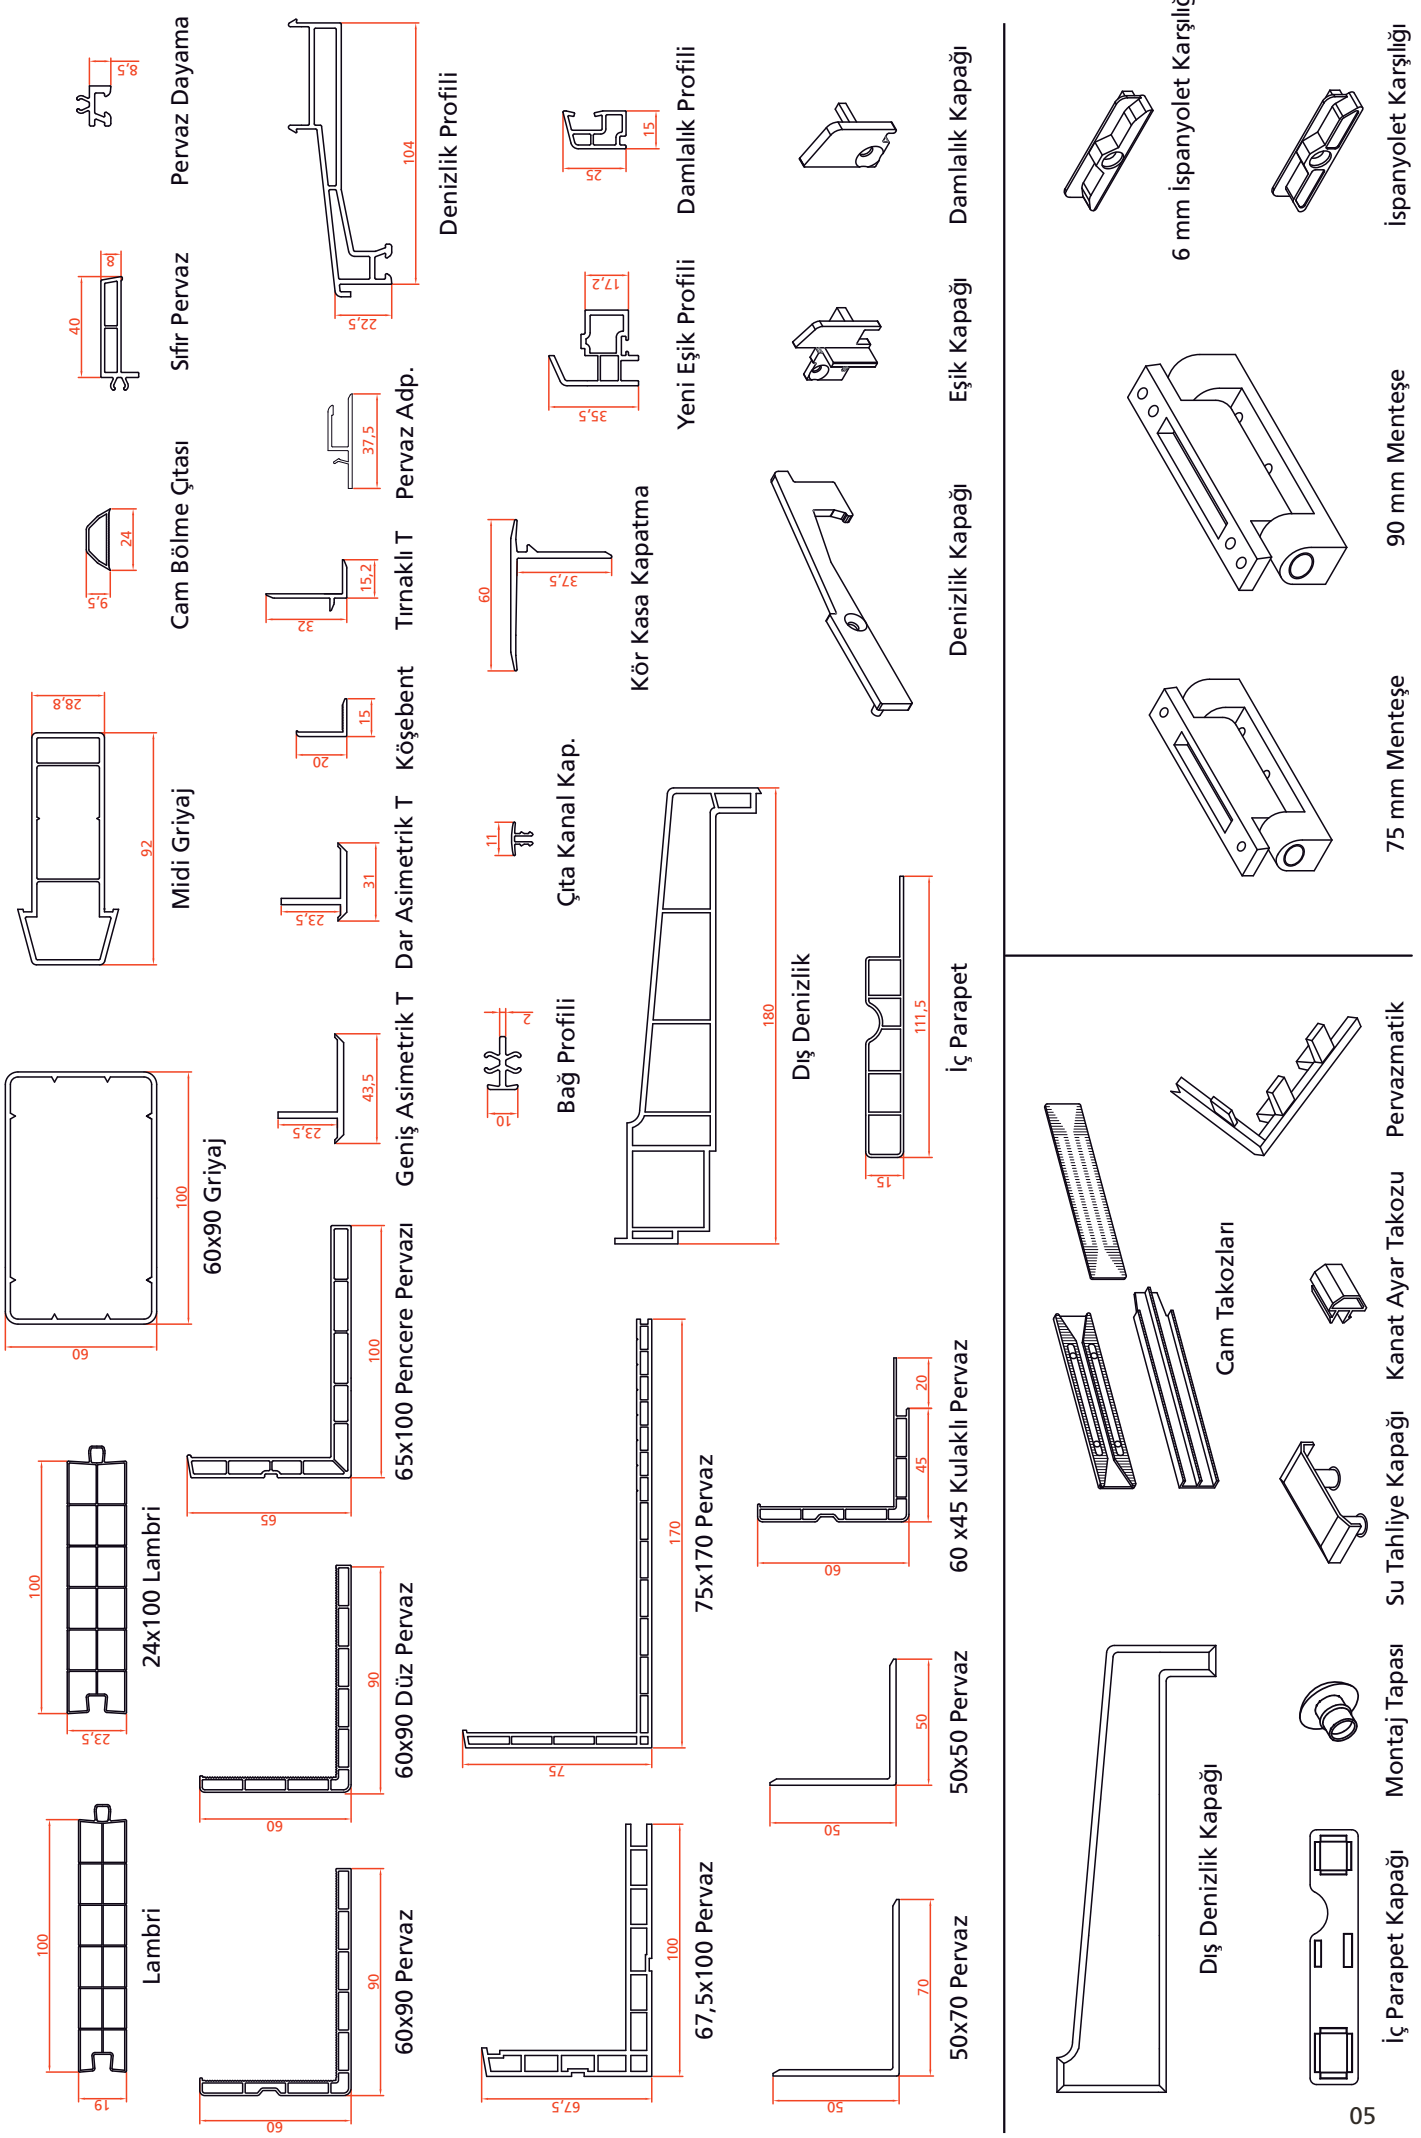 100
19
Lambri
100
23,5
24x100 Lambri
100
60
60x90 Griyaj
92
28,8
Midi Griyaj
24
9,5
Cam Bölme Çıtası
40
8
Sıfır Pervaz
8,5
Pervaz Dayama
90
60
60x90 Pervaz
90
60
60x90 Düz Pervaz
100
65
65x100 Pencere Pervazı
43,5
23,5
Geniş Asimetrik T
31
23,5
Dar Asimetrik T
15
20
Köşebent
15,2
32
Tırnaklı T
37,5
Pervaz Adp.
104
22,5
Denizlik Profili
100
67,5
67,5x100 Pervaz
170
75
75x170 Pervaz
10
2
Bağ Profili
11
Çıta Kanal Kap.
60
37,5
Kör Kasa Kapatma
35,5
17,2
Yeni Eşik Profili
25
15
Damlalık Profili
180
Dış Denizlik
70
50
50x70 Pervaz
50
50
50x50 Pervaz
45
20
60
60 x45 Kulaklı Pervaz
111,5
15
İç Parapet
Denizlik Kapağı
Eşik Kapağı
Damlalık Kapağı
Dış Denizlik Kapağı
Cam Takozları
6 mm İspanyolet Karşılığ
İç Parapet Kapağı
Montaj Tapası
Su Tahliye Kapağı
Kanat Ayar Takozu
Pervazmatik
75 mm Menteşe
90 mm Menteşe
İspanyolet Karşılığı
05